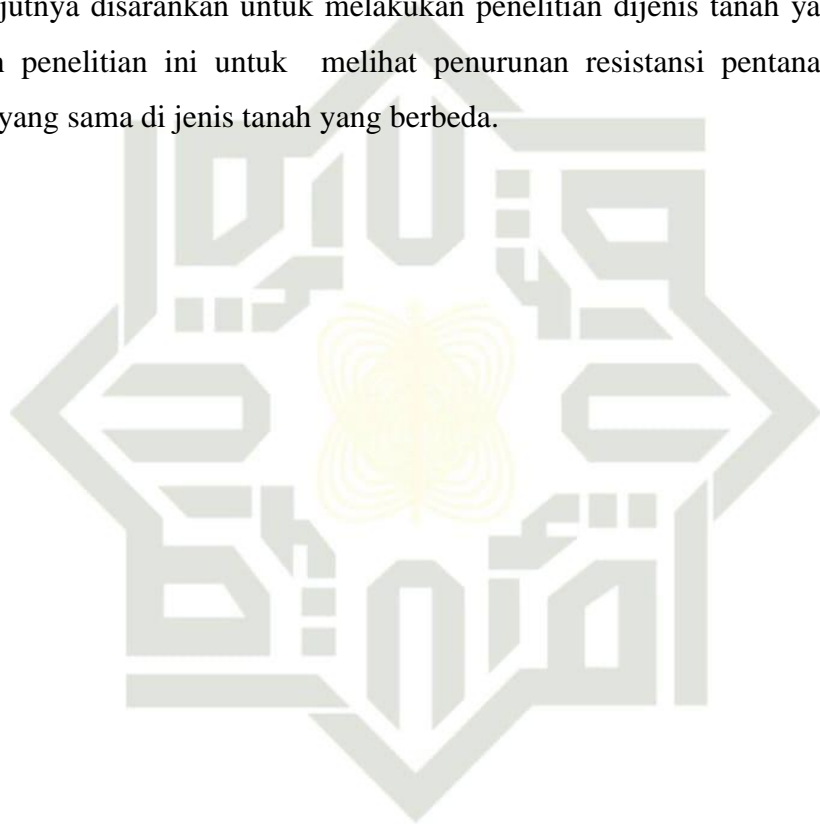 jutnya disarankan untuk melakukan penelitian dijenis tanah ya
penelitian ini untuk melihat penurunan resistansi pentana
yang sama di jenis tanah yang berbeda.